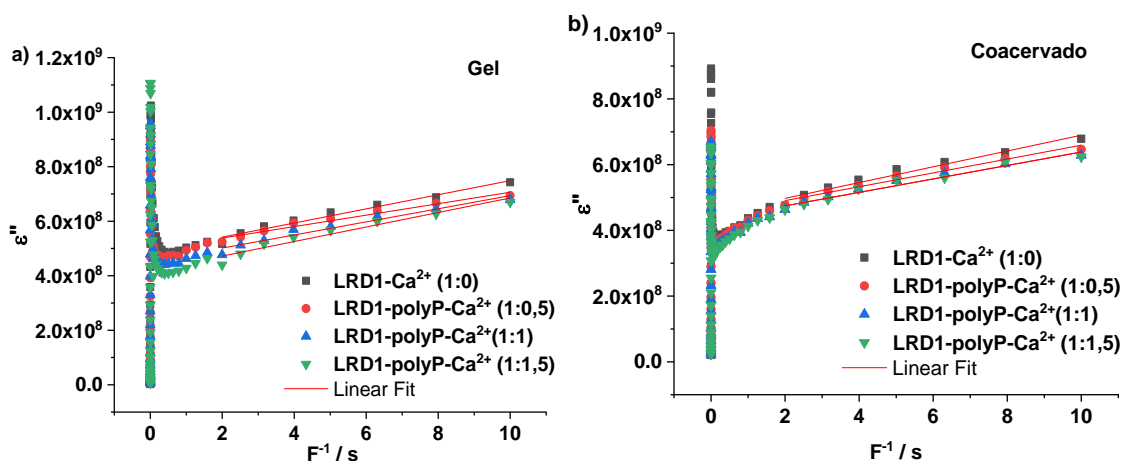 a)
Gel
1.2x10⁹
1.0x10⁹
8.0x10⁸
6.0x10⁸
4.0x10⁸
2.0x10⁸
0.0
ε"
0 2 4 6 8 10
F⁻¹ / s
LRD1-Ca²⁺ (1:0)
LRD1-polyP-Ca²⁺ (1:0,5)
LRD1-polyP-Ca²⁺(1:1)
LRD1-polyP-Ca²⁺ (1:1,5)
Linear Fit
b)
Coacervado
1.0x10⁹
8.0x10⁸
6.0x10⁸
4.0x10⁸
2.0x10⁸
0.0
ε"
0 2 4 6 8 10
F⁻¹ / s
LRD1-Ca²⁺ (1:0)
LRD1-polyP-Ca²⁺ (1:0,5)
LRD1-polyP-Ca²⁺ (1:1)
LRD1-polyP-Ca²⁺ (1:1,5)
Linear Fit